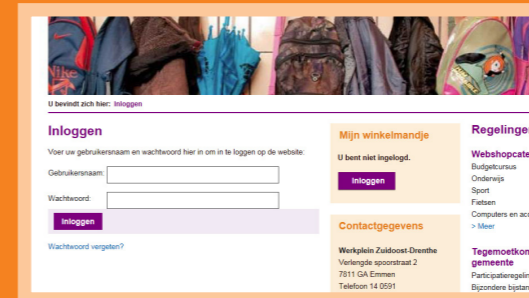 NIKE
U bevindt zich hier: Inloggen
Inloggen
Voer uw gebruikersnaam en wachtwoord hier in om in te loggen op de website:
Gebruikersnaam:
Wachtwoord:
Inloggen
Wachtwoord vergeten?
Mijn winkelmandje
U bent niet ingelogd.
Inloggen
Contactgegevens
Werkplein Zuidoost-Drenthe
Verlengde spoorstraat 2
7811 GA Emmen
Telefoon 14 0591
Regelingen
Webshopcate
Budgetcursus
Onderwijs
Sport
Fietsen
Computers en acc
> Meer
Tegemoetkom
gemeente
Participatieregelin
Bijzondere bijstan